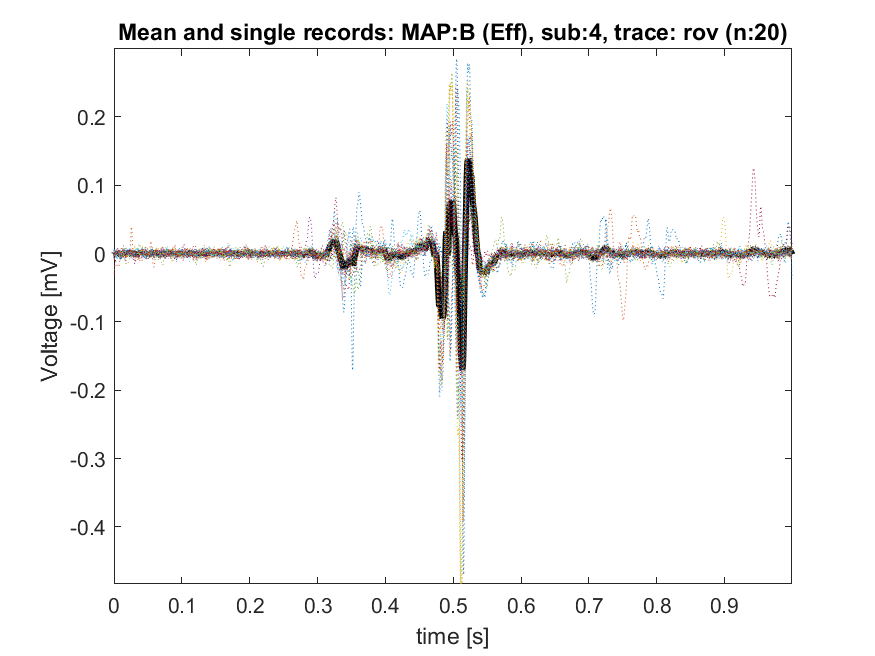 Mean and single records: MAP:B (Eff), sub:4, trace: rov (n:20)
0.2
0.1
0
-0.1
-0.2
-0.3
-0.4
Voltage [mV]
0 0.1 0.2 0.3 0.4 0.5 0.6 0.7 0.8 0.9
time [s]